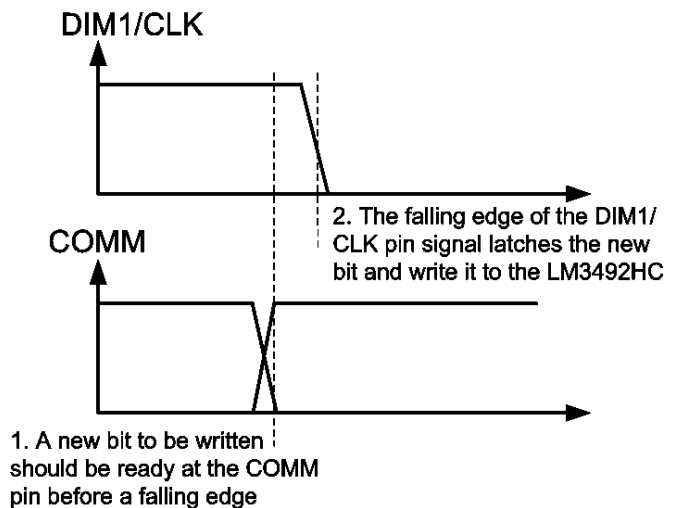 DIM1/CLK
2. The falling edge of the DIM1/
CLK pin signal latches the new
bit and write it to the LM3492HC
COMM
1. A new bit to be written
should be ready at the COMM
pin before a falling edge